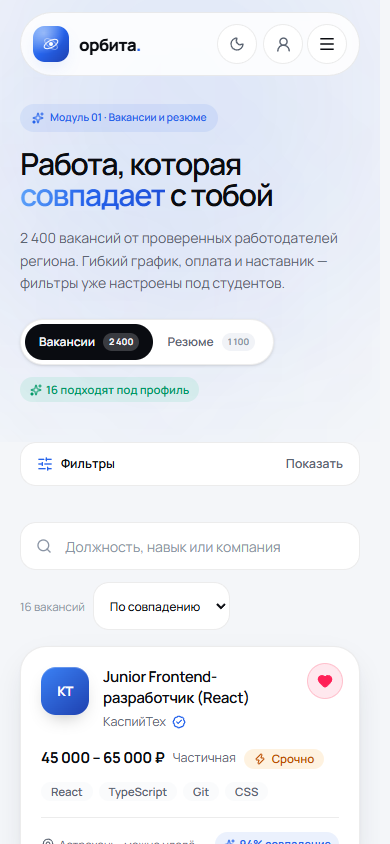 орбита.
Модуль 01 · Вакансии и резюме
Работа, которая
совпадает с тобой
2 400 вакансий от проверенных работодателей
региона. Гибкий график, оплата и наставник —
фильтры уже настроены под студентов.
Вакансии 2 400 Резюме 1 100
16 подходят под профиль
Фильтры Показать
Должность, навык или компания
16 вакансий По совпадению
КТ Junior Frontend-
разработчик (React)
КаспийТех
45 000 – 65 000 ₽ Частичная Срочно
React TypeScript Git CSS
94% совпадение